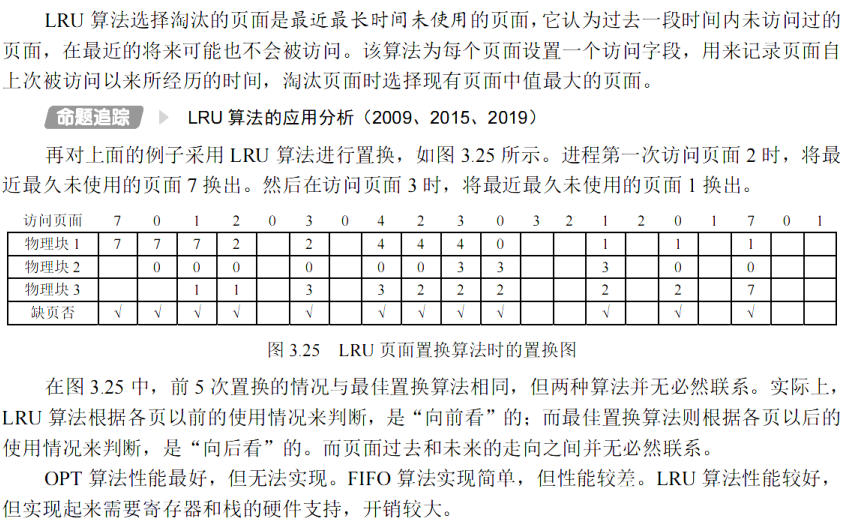 LRU 算法选择淘汰的页面是最近最长时间未使用的页面，它认为过去一段时间内未访问过的
页面，在最近的将来可能也不会被访问。该算法为每个页面设置一个访问字段，用来记录页面自
上次被访问以来所经历的时间，淘汰页面时选择现有页面中值最大的页面。
命题追踪 LRU 算法的应用分析（2009、2015、2019）
再对上面的例子采用 LRU 算法进行置换，如图 3.25 所示。进程第一次访问页面 2 时，将最
近最久未使用的页面 7 换出。然后在访问页面 3 时，将最近最久未使用的页面 1 换出。
访问页面 7 0 1 2 0 3 0 4 2 3 0 3 2 1 2 0 1 7 0 1
物理块 1 7 7 7 2 2 4 4 4 0 1 1 1
物理块 2 0 0 0 0 0 0 3 3 3 0 0
物理块 3 1 1 3 3 2 2 2 2 2 7
缺页否 √ √ √ √ √ √ √ √ √ √ √ √
图 3.25 LRU 页面置换算法时的置换图
在图 3.25 中，前 5 次置换的情况与最佳置换算法相同，但两种算法并无必然联系。实际上，
LRU 算法根据各页以前的使用情况来判断，是“向前看”的；而最佳置换算法则根据各页以后的
使用情况来判断，是“向后看”的。而页面过去和未来的走向之间并无必然联系。
OPT 算法性能最好，但无法实现。FIFO 算法实现简单，但性能较差。LRU 算法性能较好，
但实现起来需要寄存器和栈的硬件支持，开销较大。